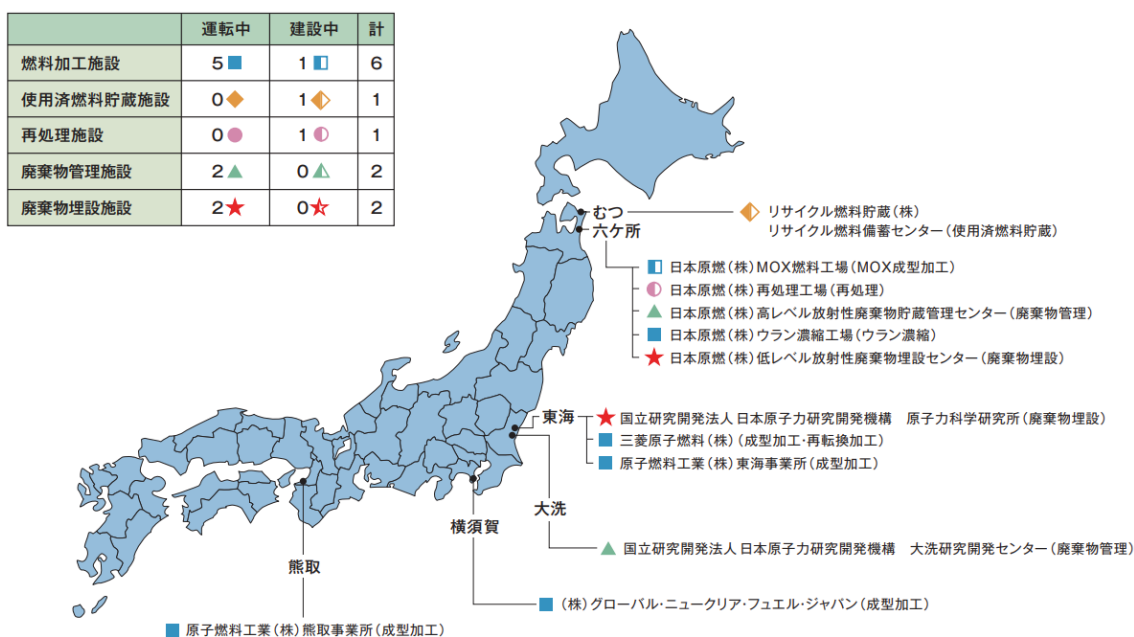 運転中 建設中 計
燃料加工施設 5 1 6
使用済燃料貯蔵施設 0 1 1
再処理施設 0 1 1
廃棄物管理施設 2 0 2
廃棄物埋設施設 2 0 2
むつ
リサイクル燃料貯蔵(株)
リサイクル燃料備蓄センター(使用済燃料貯蔵)
六ケ所
日本原燃(株)MOX燃料工場(MOX成型加工)
日本原燃(株)再処理工場(再処理)
日本原燃(株)高レベル放射性廃棄物貯蔵管理センター(廃棄物管理)
日本原燃(株)ウラン濃縮工場(ウラン濃縮)
日本原燃(株)低レベル放射性廃棄物埋設センター(廃棄物埋設)
東海
国立研究開発法人日本原子力研究開発機構 原子力科学研究所(廃棄物埋設)
三菱原子燃料(株)(成型加工・再転換加工)
原子燃料工業(株)東海事業所(成型加工)
大洗
国立研究開発法人日本原子力研究開発機構 大洗研究開発センター(廃棄物管理)
横須賀
(株)グローバル・ニュークリア・フュエル・ジャパン(成型加工)
熊取
原子燃料工業(株)熊取事業所(成型加工)